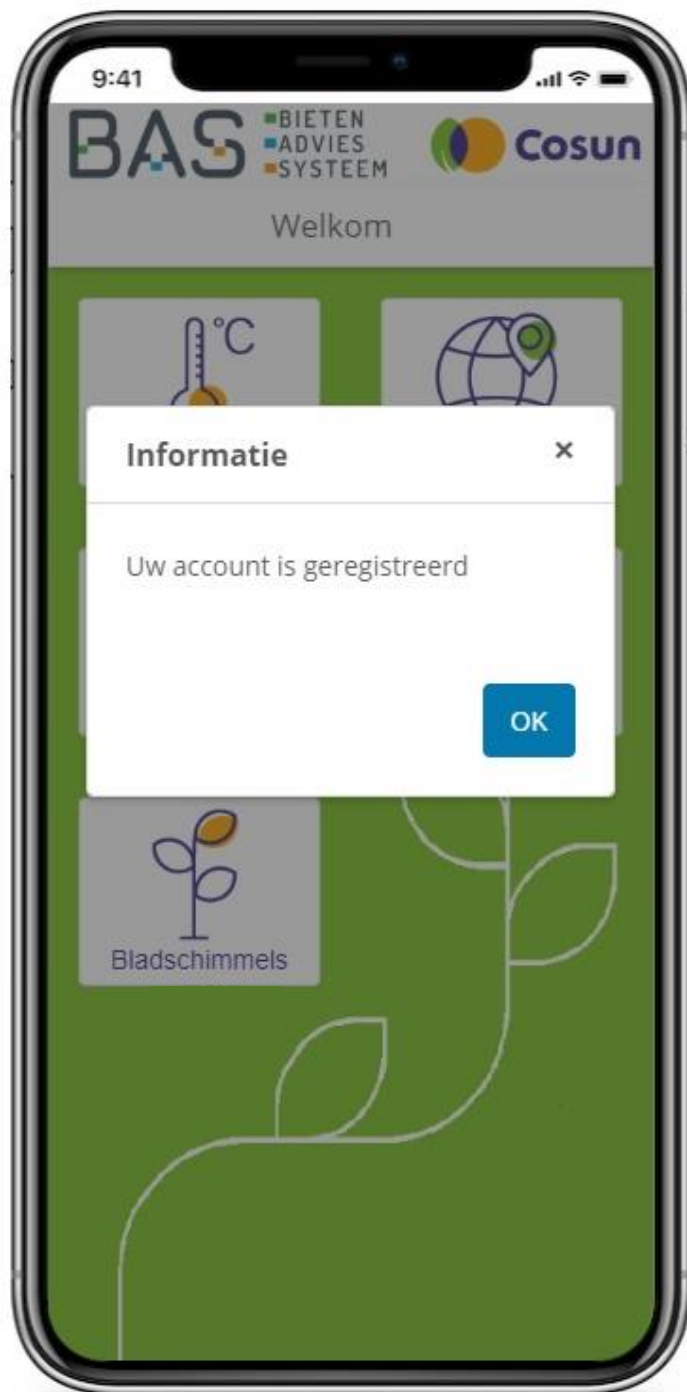 9:41
BAS
BIETEN
ADVIES
SYSTEEM
Cosun
Welkom
°C
Informatie
×
Uw account is geregistreerd
OK
Bladschimmels